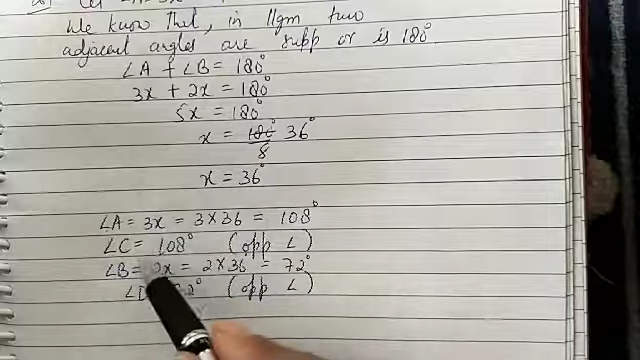 We know that, in llgm two
adjacent angles are supp or is 180°.
∠A + ∠B = 180°
3x + 2x = 180°
5x = 180°
x = 180° 36°
8
x = 36°
∠A = 3x = 3×36 = 108°
∠C = 108° (opp ∠)
∠B = 2x = 2×36 = 72°
(opp ∠)